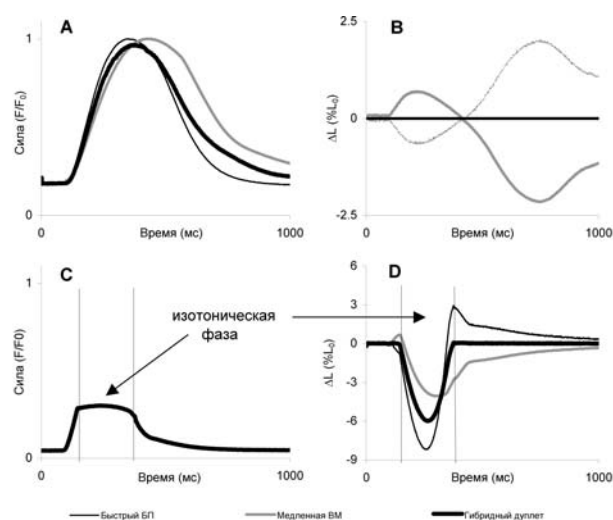 A
1
Сила (F/F₀)
0
0
Время (мс)
1000
B
2.5
ΔL (%L₀)
0
-2.5
0
Время (мс)
1000
C
1
Сила (F/F0)
0
0
Время (мс)
1000
изотоническая
фаза
D
6
3
0
-3
-6
-9
ΔL (%L₀)
0
Время (мс)
1000
Быстрый БП
Медленная ВМ
Гибридный дуплет